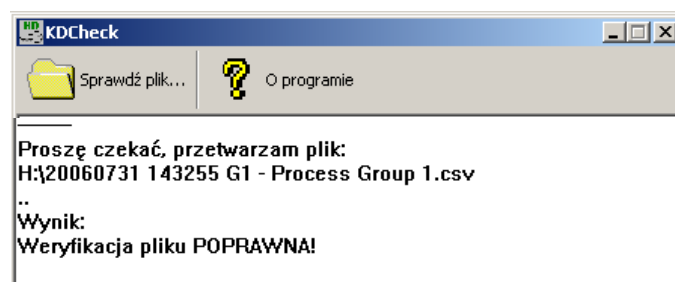 HD
KDCheck
Sprawdź plik...
O programie
Proszę czekać, przetwarzam plik:
H:\20060731 143255 G1 - Process Group 1.csv
..
Wynik:
Weryfikacja pliku POPRAWNA!